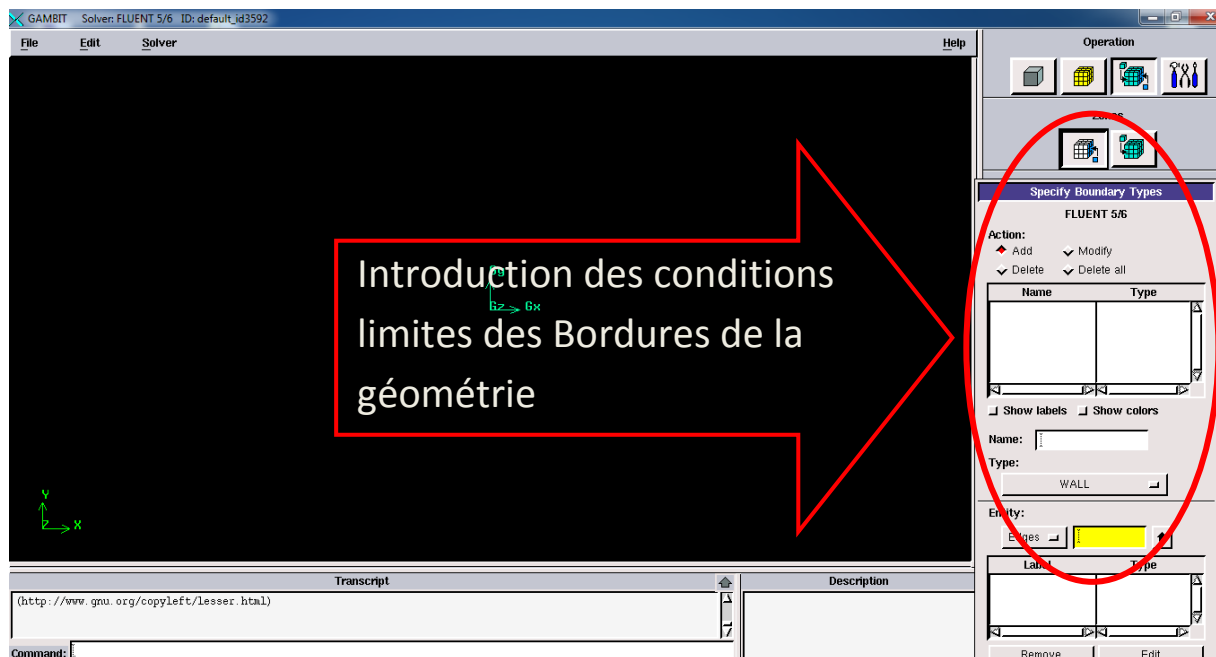 GAMBIT Solver: FLUENT 5/6 ID: default_id3592
File Edit Solver Help
Operation
Zones
Specify Boundary Types
FLUENT 5/6
Action:
Add Modify
Delete Delete all
Name Type
Show labels Show colors
Name:
Type:
WALL
Entity:
Edges
Label Type
Remove Edit
Introduction des conditions
limites des Bordures de la
géométrie
Gy
Gz Gx
Y
Z X
Transcript
Description
(http://www.gnu.org/copyleft/lesser.html)
Command: